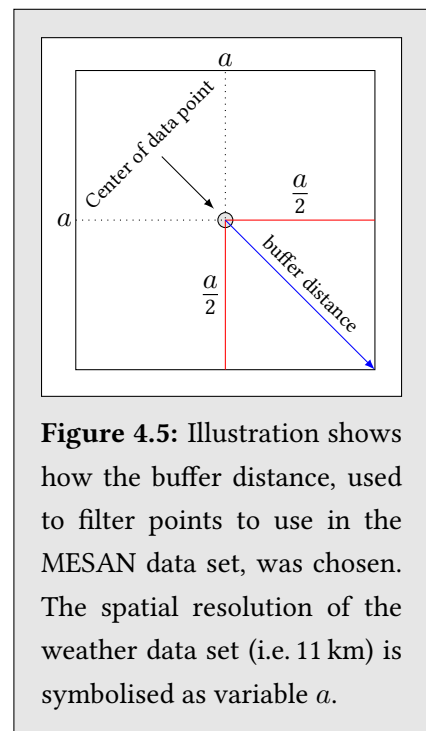 a
Center of data point
a
a
2
buffer distance
a
2
Figure 4.5: Illustration shows
how the buffer distance, used
to filter points to use in the
MESAN data set, was chosen.
The spatial resolution of the
weather data set (i.e. 11 km) is
symbolised as variable a.